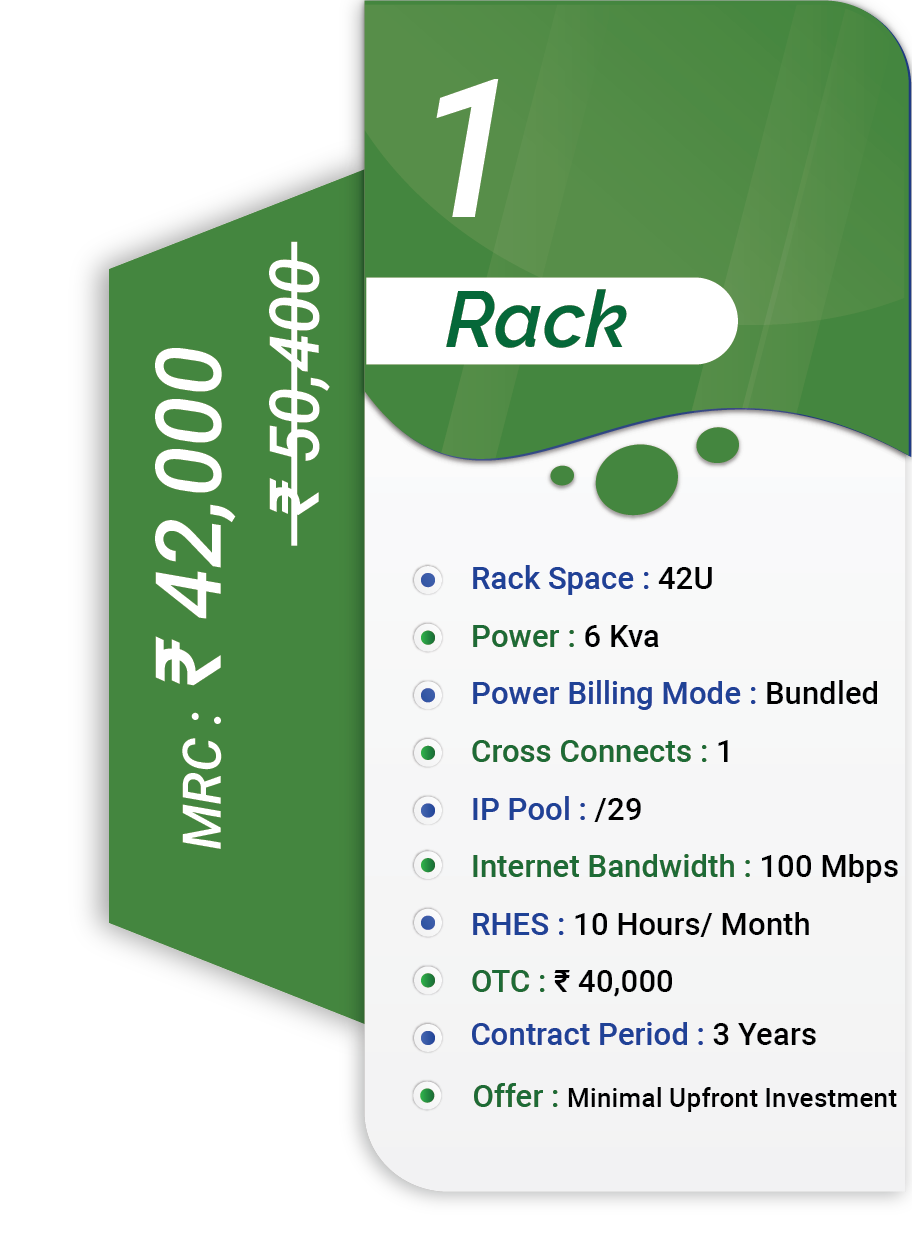 1
Rack
MRC : ₹ 42,000
₹ 50,400
Rack Space : 42U
Power : 6 Kva
Power Billing Mode : Bundled
Cross Connects : 1
IP Pool : /29
Internet Bandwidth : 100 Mbps
RHES : 10 Hours/ Month
OTC : ₹ 40,000
Contract Period : 3 Years
Offer : Minimal Upfront Investment